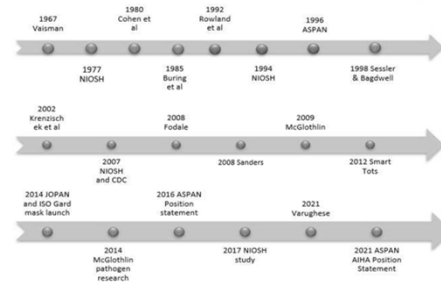 1967
Vaisman
1980
Cohen et
al
1992
Rowland
et al
1996
ASPAN
1977
NIOSH
1985
Buring
et al
1994
NIOSH
1998 Sessler
& Bagdwell
2002
Krenzisch
ek et al
2008
Fodale
2009
McGlothlin
2007
NIOSH
and CDC
2008 Sanders
2012 Smart
Tots
2014 JOPAN
and ISO Gard
mask launch
2016 ASPAN
Position
statement
2021
Varughese
2014
McGlothlin
pathogen
research
2017 NIOSH
study
2021 ASPAN
AIHA Position
Statement